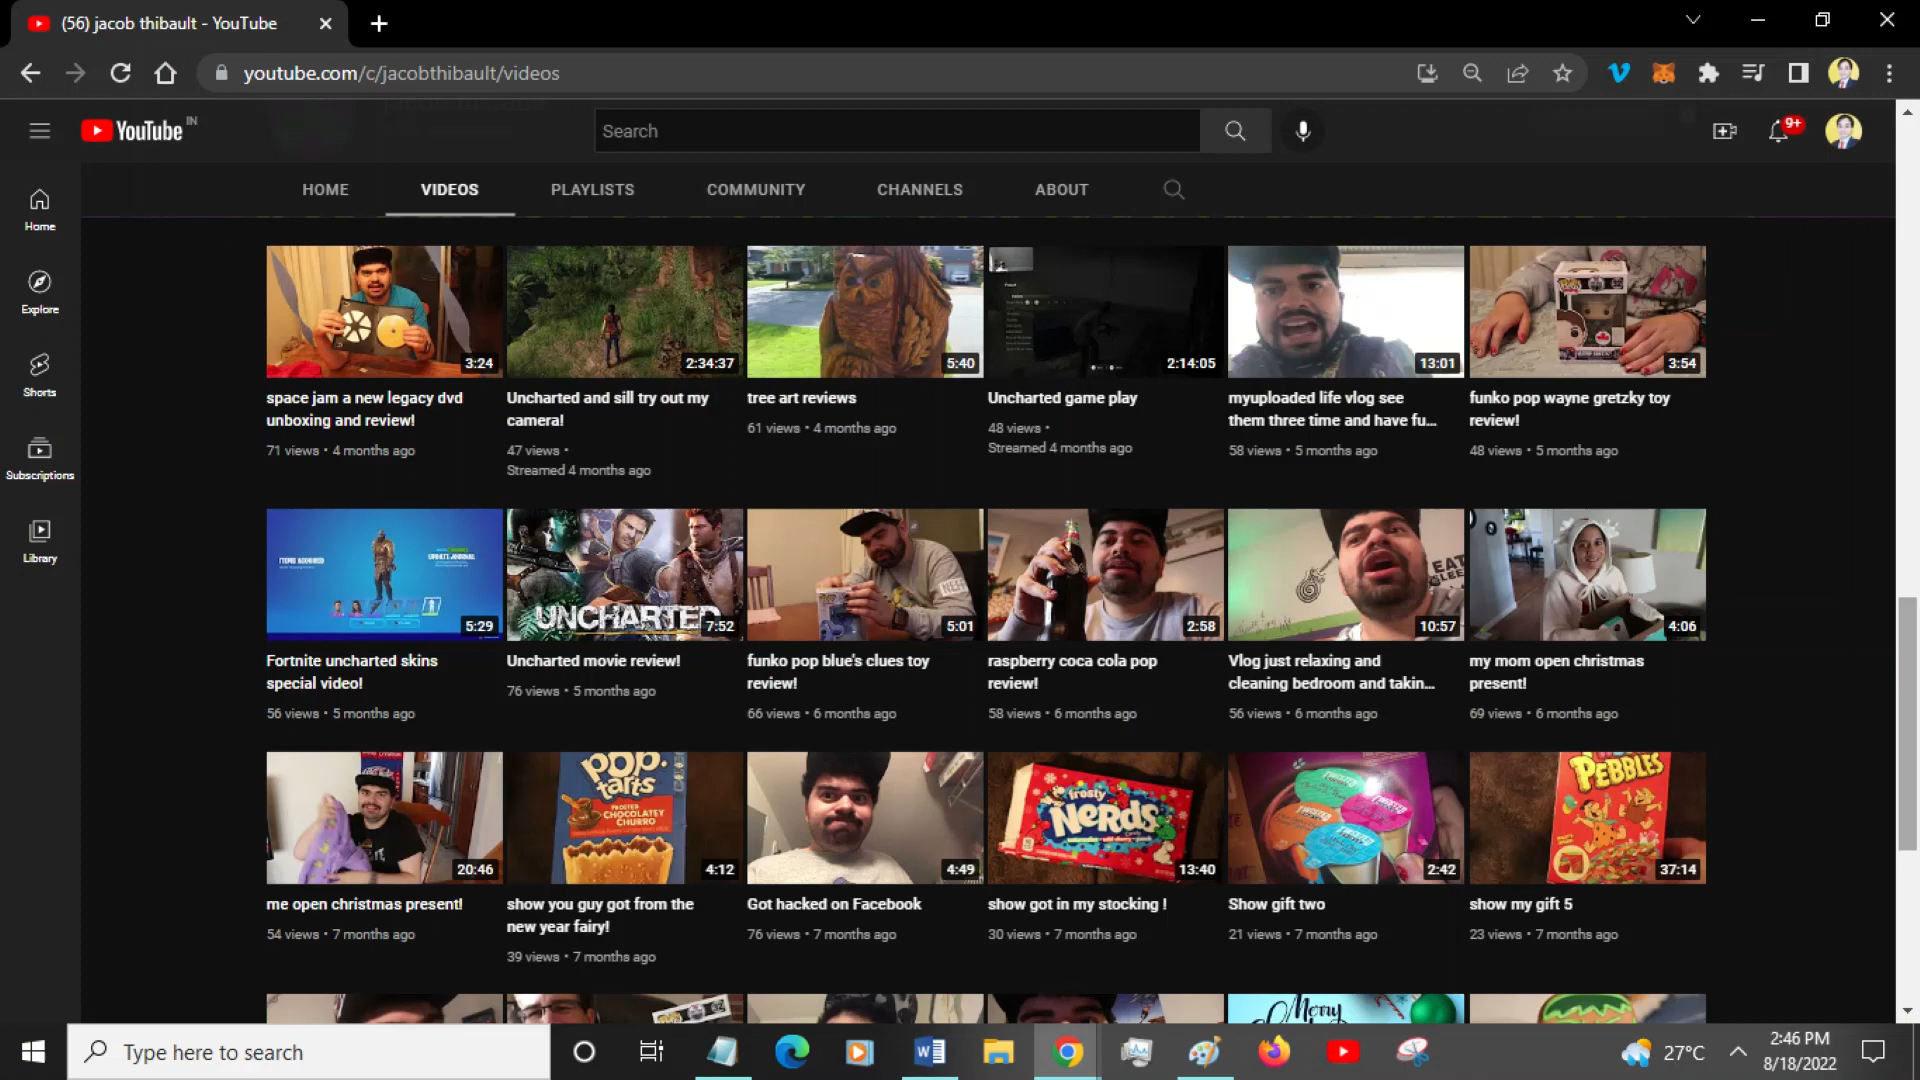 (56) jacob thibault - YouTube
youtube.com/c/jacobthibault/videos
YouTube IN
Search
9+
HOME VIDEOS PLAYLISTS COMMUNITY CHANNELS ABOUT
Home
Explore
Shorts
Subscriptions
Library
3:24 2:34:37 5:40 2:14:05 13:01 3:54
space jam a new legacy dvd
unboxing and review!
71 views • 4 months ago
Uncharted and sill try out my
camera!
47 views •
Streamed 4 months ago
tree art reviews
61 views • 4 months ago
Uncharted game play
48 views •
Streamed 4 months ago
myuploaded life vlog see
them three time and have fu...
58 views • 5 months ago
funko pop wayne gretzky toy
review!
48 views • 5 months ago
ITEMS ACQUIRED
UNCHARTED
EAT
5:29 7:52 5:01 2:58 10:57 4:06
Fortnite uncharted skins
special video!
56 views • 5 months ago
Uncharted movie review!
76 views • 5 months ago
funko pop blue's clues toy
review!
66 views • 6 months ago
raspberry coca cola pop
review!
58 views • 6 months ago
Vlog just relaxing and
cleaning bedroom and takin...
56 views • 6 months ago
my mom open christmas
present!
69 views • 6 months ago
pop.
tarts
FROSTED
CHOCOLATEY
CHURRO
frosty
NeRds
PEBBLES
20:46 4:12 4:49 13:40 2:42 37:14
me open christmas present!
54 views • 7 months ago
show you guy got from the
new year fairy!
39 views • 7 months ago
Got hacked on Facebook
76 views • 7 months ago
show got in my stocking !
30 views • 7 months ago
Show gift two
21 views • 7 months ago
show my gift 5
23 views • 7 months ago
Merry
Type here to search
27°C
2:46 PM
8/18/2022